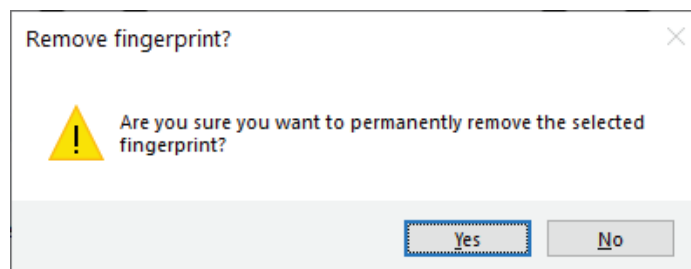 Remove fingerprint?
Are you sure you want to permanently remove the selected
fingerprint?
Yes
No